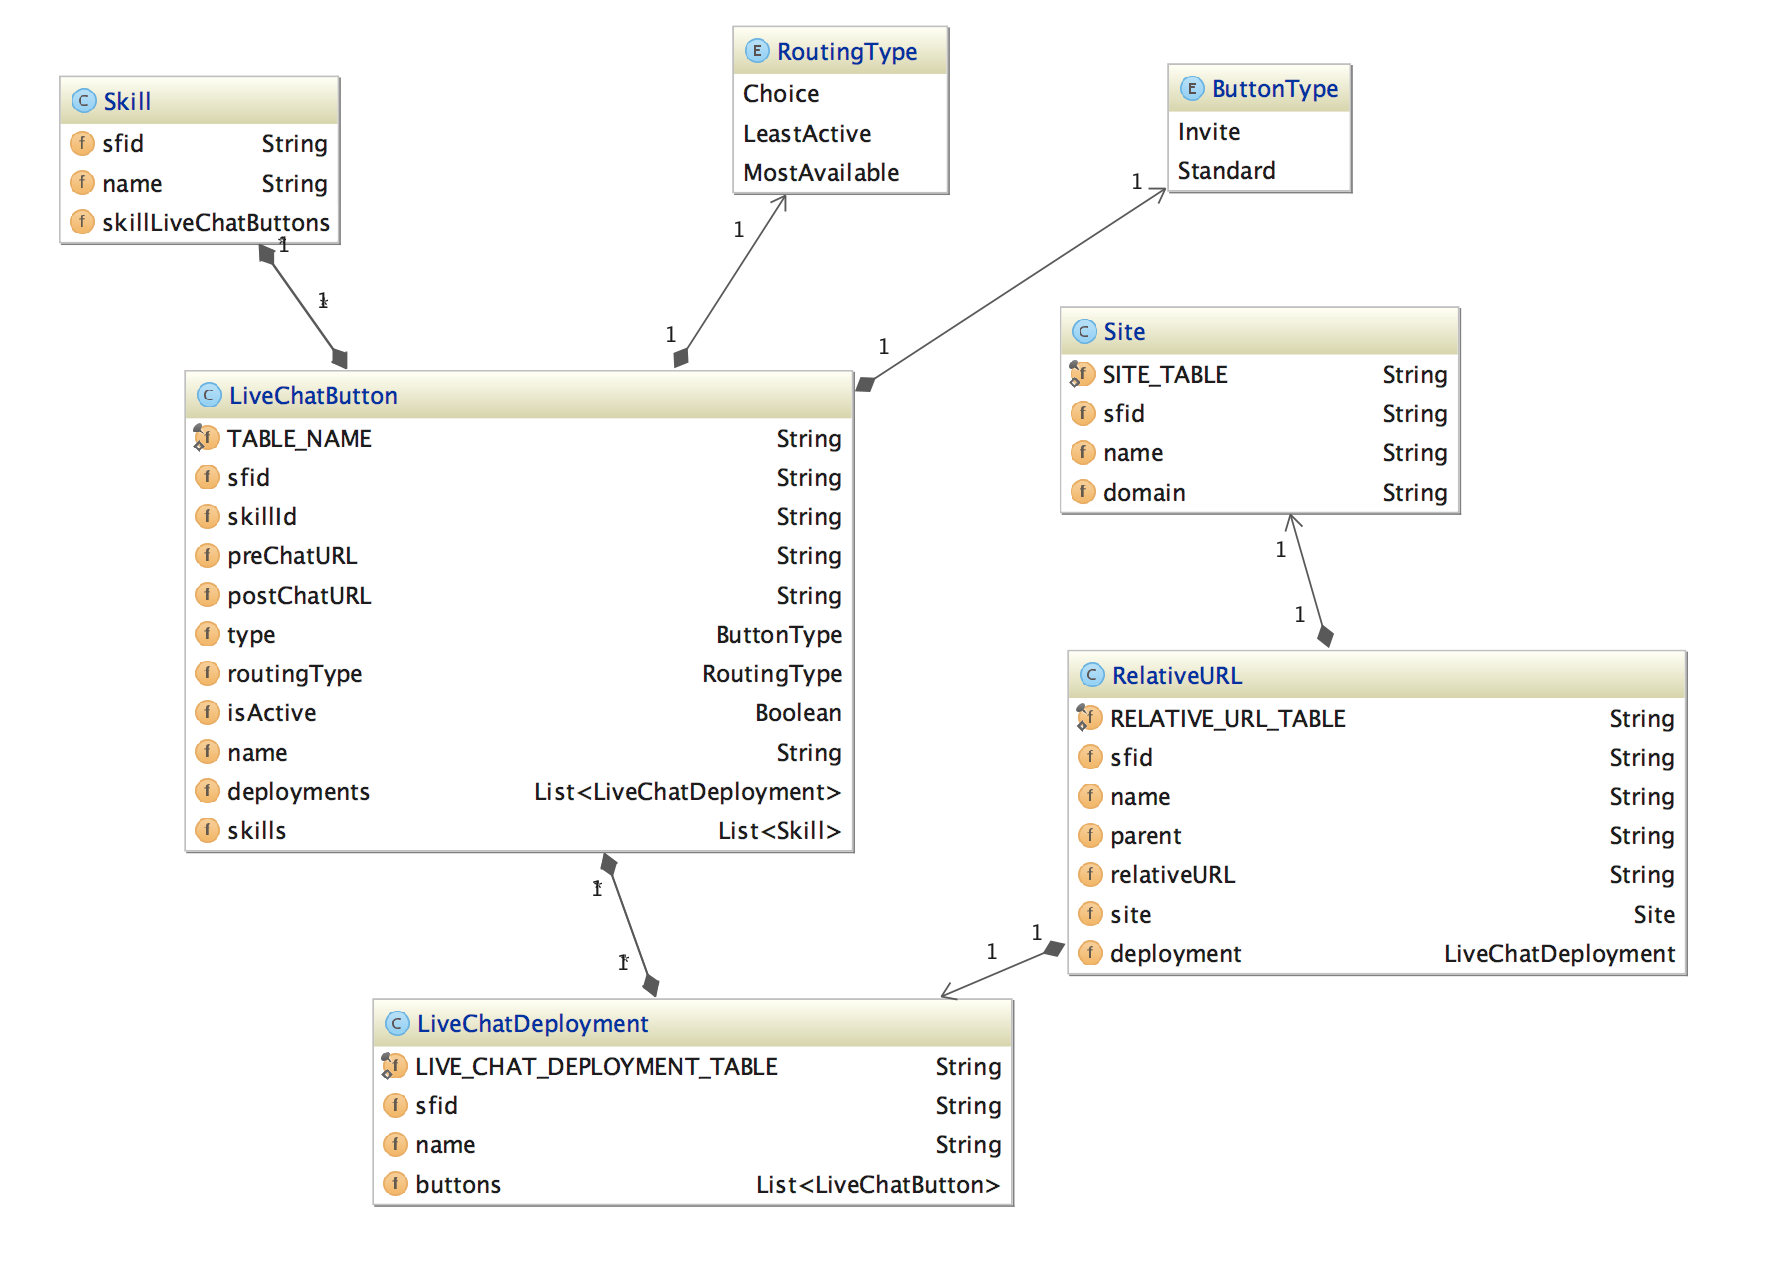 C Skill
f sfid String
f name String
f skillLiveChatButtons
E RoutingType
Choice
LeastActive
MostAvailable
E ButtonType
Invite
Standard
1
1
1
1
1
1
C LiveChatButton
f TABLE_NAME String
f sfid String
f skillId String
f preChatURL String
f postChatURL String
f type ButtonType
f routingType RoutingType
f isActive Boolean
f name String
f deployments List<LiveChatDeployment>
f skills List<Skill>
C Site
f SITE_TABLE String
f sfid String
f name String
f domain String
1
1
C RelativeURL
f RELATIVE_URL_TABLE String
f sfid String
f name String
f parent String
f relativeURL String
f site Site
f deployment LiveChatDeployment
1
1
1
1
C LiveChatDeployment
f LIVE_CHAT_DEPLOYMENT_TABLE String
f sfid String
f name String
f buttons List<LiveChatButton>